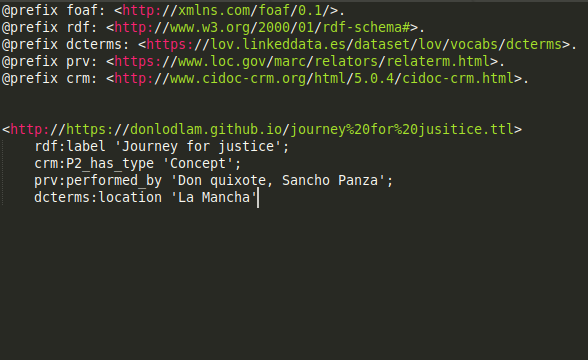 @prefix foaf: <http://xmlns.com/foaf/0.1/>.
@prefix rdf: <http://www.w3.org/2000/01/rdf-schema#>.
@prefix dcterms: <https://lov.linkeddata.es/dataset/lov/vocabs/dcterms>.
@prefix prv: <https://www.loc.gov/marc/relators/relaterm.html>.
@prefix crm: <http://www.cidoc-crm.org/html/5.0.4/cidoc-crm.html>.
<http://https://donlodlam.github.io/journey%20for%20jusitice.ttl>
rdf:label 'Journey for justice';
crm:P2_has_type 'Concept';
prv:performed_by 'Don quixote, Sancho Panza';
dcterms:location 'La Mancha'